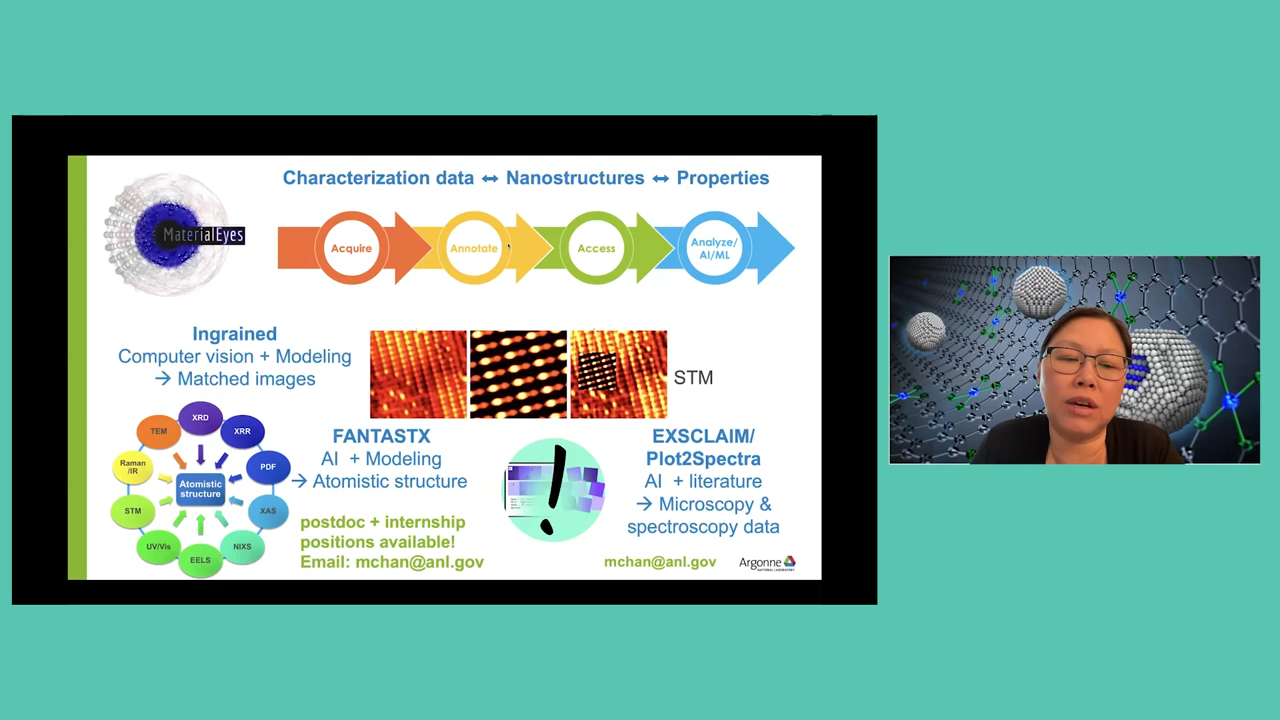 Characterization data ↔ Nanostructures ↔ Properties
MaterialEyes
Acquire
Annotate
Access
Analyze/
AI/ML
Ingrained
Computer vision + Modeling
→ Matched images
STM
XRD
XRR
PDF
XAS
NIXS
EELS
UV/Vis
STM
Raman
/IR
TEM
Atomistic
structure
FANTASTX
AI + Modeling
→ Atomistic structure
postdoc + internship
positions available!
Email: mchan@anl.gov
EXSCLAIM/
Plot2Spectra
AI + literature
→ Microscopy &
spectroscopy data
mchan@anl.gov
Argonne
NATIONAL LABORATORY